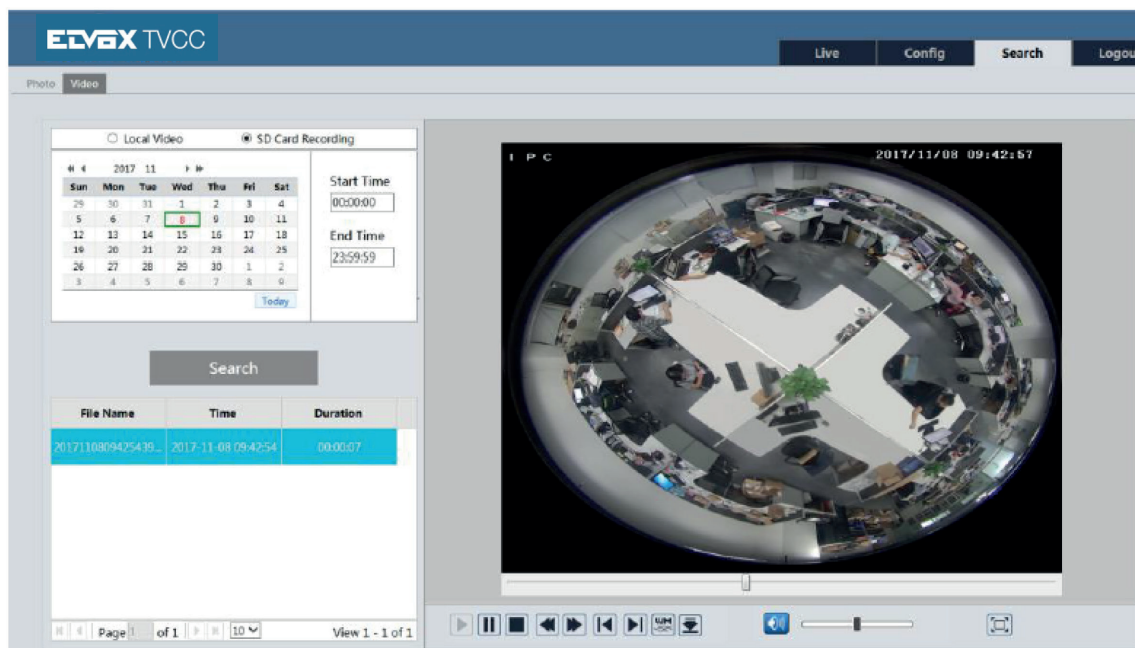 ELVOX TVCC
Live Config Search Logou
Photo Video
Local Video SD Card Recording
2017 11
Sun Mon Tue Wed Thu Fri Sat
29 30 31 1 2 3 4
5 6 7 8 9 10 11
12 13 14 15 16 17 18
19 20 21 22 23 24 25
26 27 28 29 30 1 2
3 4 5 6 7 8 9
Today
Start Time
00:00:00
End Time
23:59:59
Search
File Name Time Duration
2017110809425439... 2017-11-08 09:42:54 00:00:07
Page 1 of 1 10 View 1 - 1 of 1
I P C 2017/11/08 09:42:57
WM